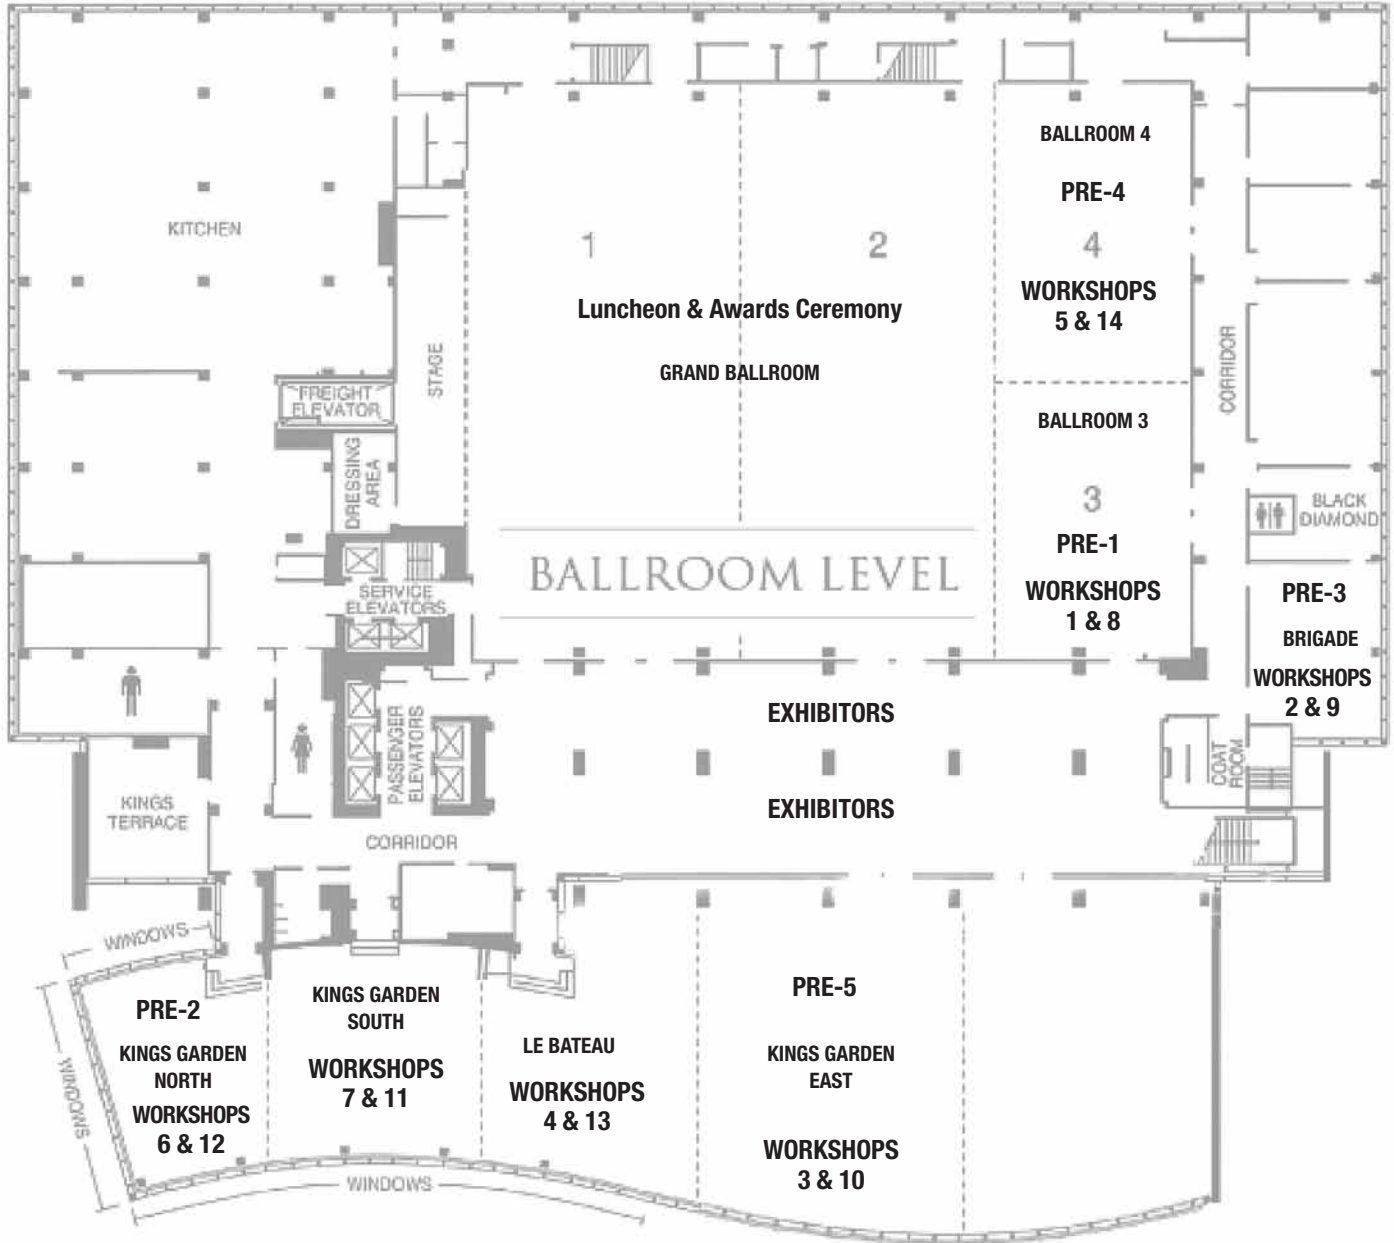 BALLROOM 4
PRE-4
KITCHEN
1
2
4
WORKSHOPS
5 & 14
Luncheon & Awards Ceremony
GRAND BALLROOM
STAGE
CORRIDOR
FREIGHT
ELEVATOR
BALLROOM 3
DRESSING
AREA
3
PRE-1
WORKSHOPS
1 & 8
BLACK
DIAMOND
BALLROOM LEVEL
SERVICE
ELEVATORS
PRE-3
BRIGADE
WORKSHOPS
2 & 9
EXHIBITORS
PASSENGER
ELEVATORS
COAT
ROOM
EXHIBITORS
KINGS
TERRACE
CORRIDOR
WINDOWS
WINDOWS
PRE-2
KINGS GARDEN
NORTH
WORKSHOPS
6 & 12
KINGS GARDEN
SOUTH
WORKSHOPS
7 & 11
LE BATEAU
WORKSHOPS
4 & 13
PRE-5
KINGS GARDEN
EAST
WORKSHOPS
3 & 10
WINDOWS